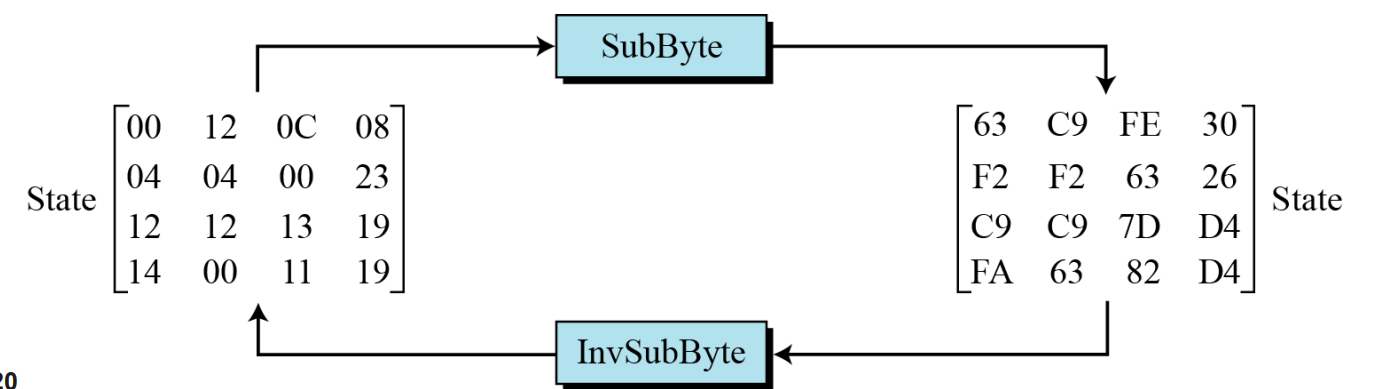 SubByte
00 12 0C 08 63 C9 FE 30
04 04 00 23 F2 F2 63 26
State State
12 12 13 19 C9 C9 7D D4
14 00 11 19 FA 63 82 D4
InvSubByte
20